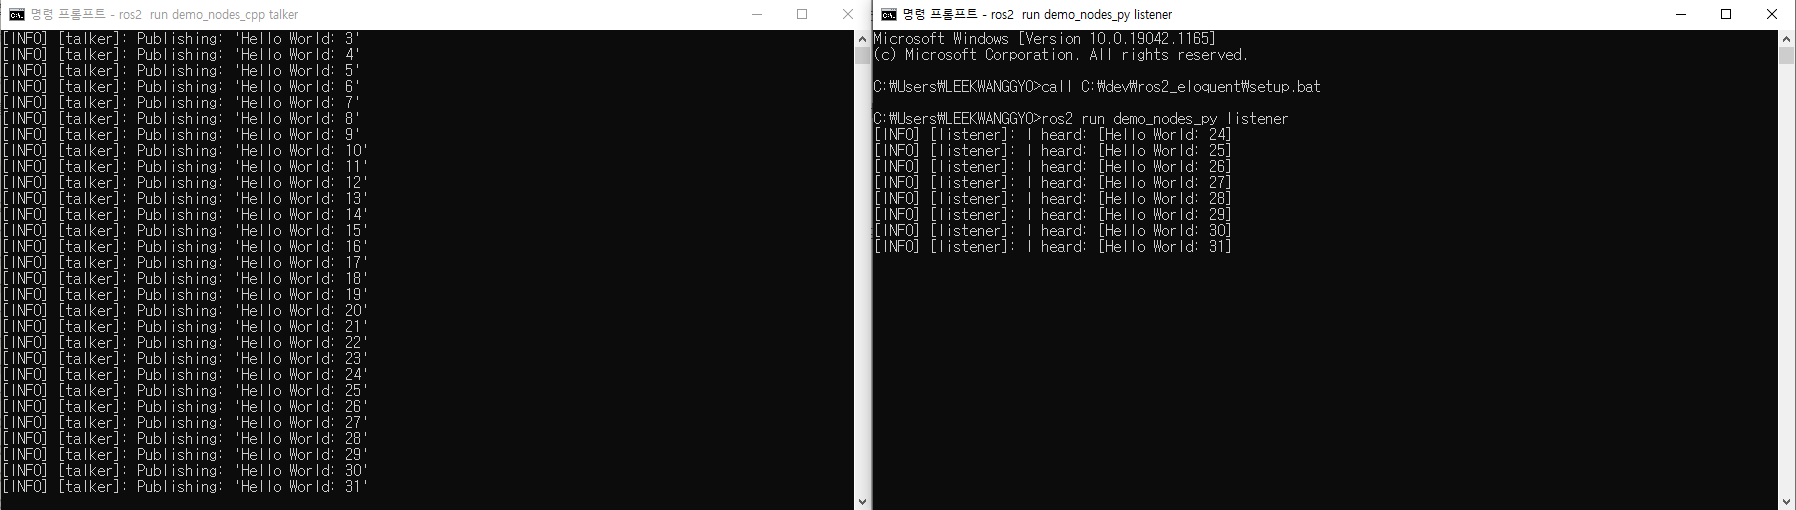 명령 프롬프트 - ros2  run demo_nodes_cpp talker
[INFO] [talker]: Publishing: 'Hello World: 3'
[INFO] [talker]: Publishing: 'Hello World: 4'
[INFO] [talker]: Publishing: 'Hello World: 5'
[INFO] [talker]: Publishing: 'Hello World: 6'
[INFO] [talker]: Publishing: 'Hello World: 7'
[INFO] [talker]: Publishing: 'Hello World: 8'
[INFO] [talker]: Publishing: 'Hello World: 9'
[INFO] [talker]: Publishing: 'Hello World: 10'
[INFO] [talker]: Publishing: 'Hello World: 11'
[INFO] [talker]: Publishing: 'Hello World: 12'
[INFO] [talker]: Publishing: 'Hello World: 13'
[INFO] [talker]: Publishing: 'Hello World: 14'
[INFO] [talker]: Publishing: 'Hello World: 15'
[INFO] [talker]: Publishing: 'Hello World: 16'
[INFO] [talker]: Publishing: 'Hello World: 17'
[INFO] [talker]: Publishing: 'Hello World: 18'
[INFO] [talker]: Publishing: 'Hello World: 19'
[INFO] [talker]: Publishing: 'Hello World: 20'
[INFO] [talker]: Publishing: 'Hello World: 21'
[INFO] [talker]: Publishing: 'Hello World: 22'
[INFO] [talker]: Publishing: 'Hello World: 23'
[INFO] [talker]: Publishing: 'Hello World: 24'
[INFO] [talker]: Publishing: 'Hello World: 25'
[INFO] [talker]: Publishing: 'Hello World: 26'
[INFO] [talker]: Publishing: 'Hello World: 27'
[INFO] [talker]: Publishing: 'Hello World: 28'
[INFO] [talker]: Publishing: 'Hello World: 29'
[INFO] [talker]: Publishing: 'Hello World: 30'
[INFO] [talker]: Publishing: 'Hello World: 31'
명령 프롬프트 - ros2  run demo_nodes_py listener
Microsoft Windows [Version 10.0.19042.1165]
(c) Microsoft Corporation. All rights reserved.
C:₩Users₩LEEKWANGGYO>call C:₩dev₩ros2_eloquent₩setup.bat
C:₩Users₩LEEKWANGGYO>ros2 run demo_nodes_py listener
[INFO] [listener]: I heard: [Hello World: 24]
[INFO] [listener]: I heard: [Hello World: 25]
[INFO] [listener]: I heard: [Hello World: 26]
[INFO] [listener]: I heard: [Hello World: 27]
[INFO] [listener]: I heard: [Hello World: 28]
[INFO] [listener]: I heard: [Hello World: 29]
[INFO] [listener]: I heard: [Hello World: 30]
[INFO] [listener]: I heard: [Hello World: 31]